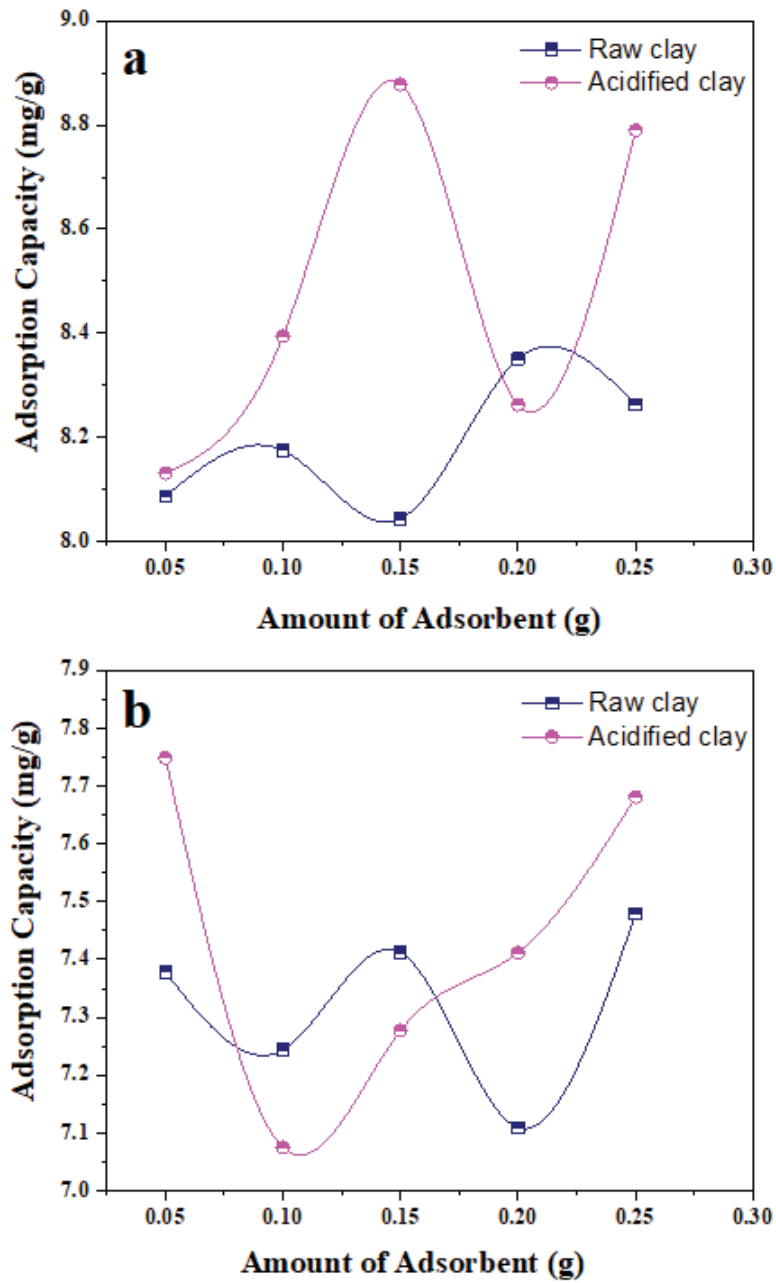 a
Raw clay
Acidified clay
Adsorption Capacity (mg/g)
9.0
8.8
8.6
8.4
8.2
8.0
0.05 0.10 0.15 0.20 0.25 0.30
Amount of Adsorbent (g)
b
Raw clay
Acidified clay
Adsorption Capacity (mg/g)
7.9
7.8
7.7
7.6
7.5
7.4
7.3
7.2
7.1
7.0
0.05 0.10 0.15 0.20 0.25 0.30
Amount of Adsorbent (g)